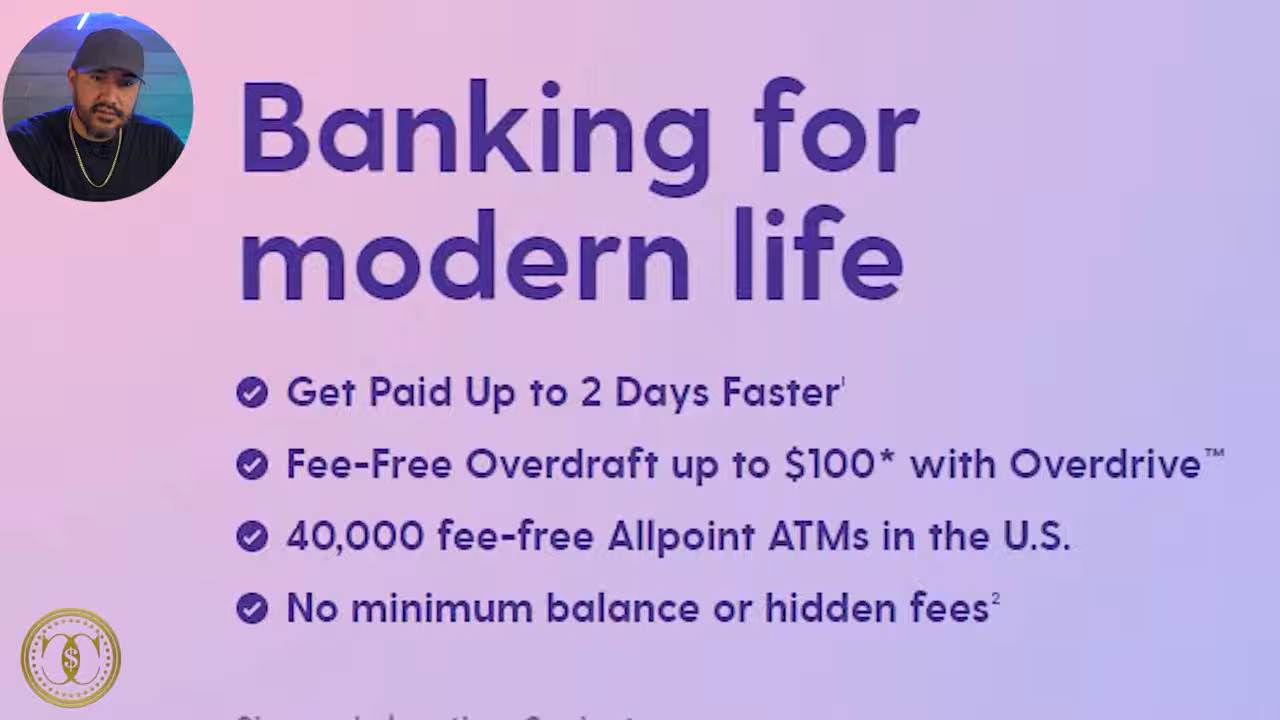 Banking for
modern life
Get Paid Up to 2 Days Faster¹
Fee-Free Overdraft up to $100* with Overdrive™
40,000 fee-free Allpoint ATMs in the U.S.
No minimum balance or hidden fees²
$